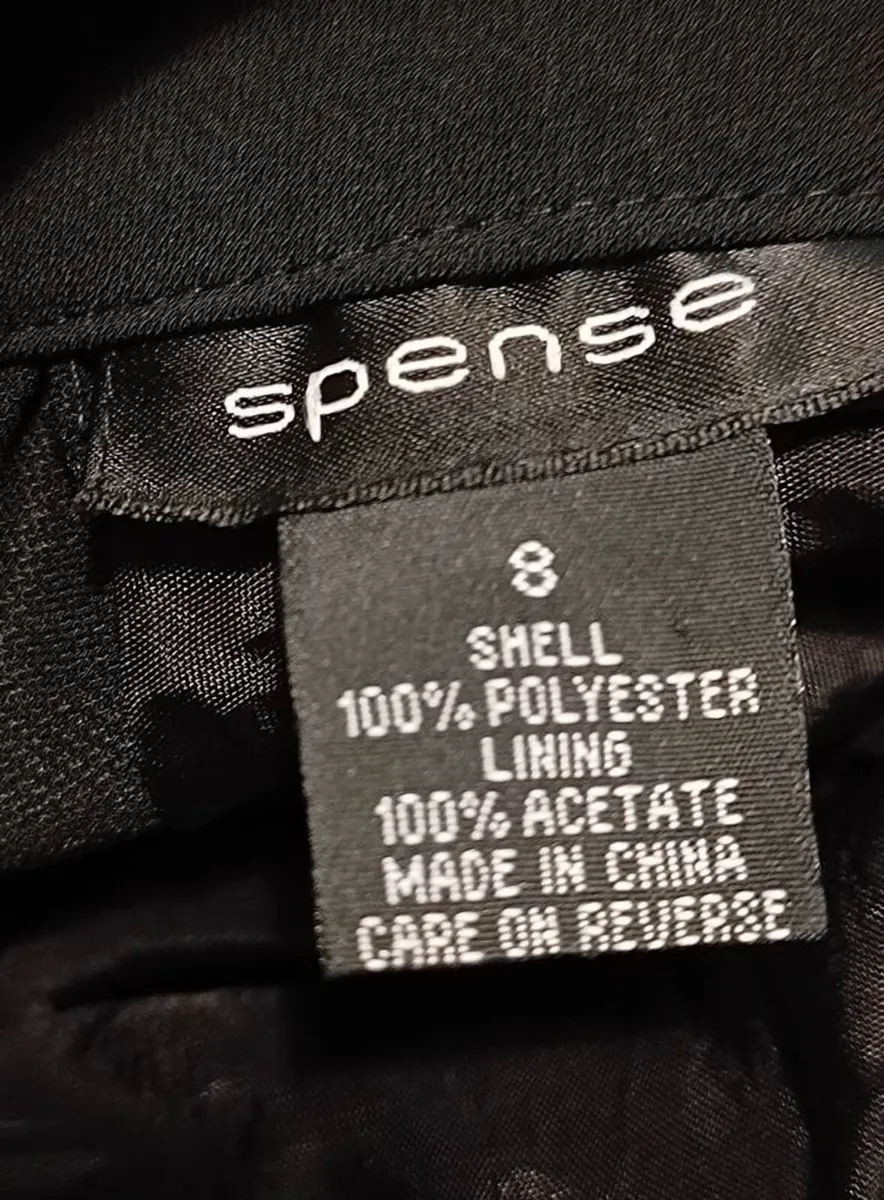 spense
8
SHELL
100% POLYESTER
LINING
100% ACETATE
MADE IN CHINA
CARE ON REVERSE